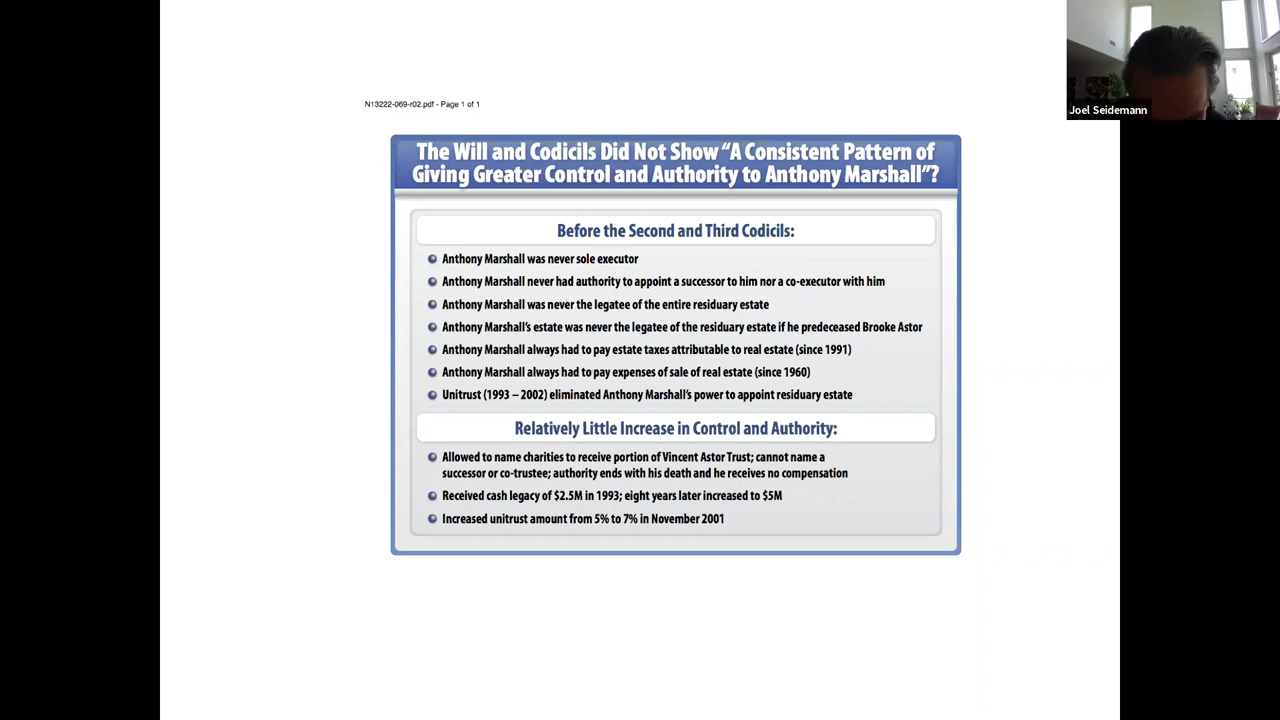 Joel Seidemann
N13222-069-r02.pdf - Page 1 of 1
The Will and Codicils Did Not Show “A Consistent Pattern of
Giving Greater Control and Authority to Anthony Marshall”?
Before the Second and Third Codicils:
Anthony Marshall was never sole executor
Anthony Marshall never had authority to appoint a successor to him nor a co-executor with him
Anthony Marshall was never the legatee of the entire residuary estate
Anthony Marshall’s estate was never the legatee of the residuary estate if he predeceased Brooke Astor
Anthony Marshall always had to pay estate taxes attributable to real estate (since 1991)
Anthony Marshall always had to pay expenses of sale of real estate (since 1960)
Unitrust (1993 – 2002) eliminated Anthony Marshall’s power to appoint residuary estate
Relatively Little Increase in Control and Authority:
Allowed to name charities to receive portion of Vincent Astor Trust; cannot name a
successor or co-trustee; authority ends with his death and he receives no compensation
Received cash legacy of $2.5M in 1993; eight years later increased to $5M
Increased unitrust amount from 5% to 7% in November 2001